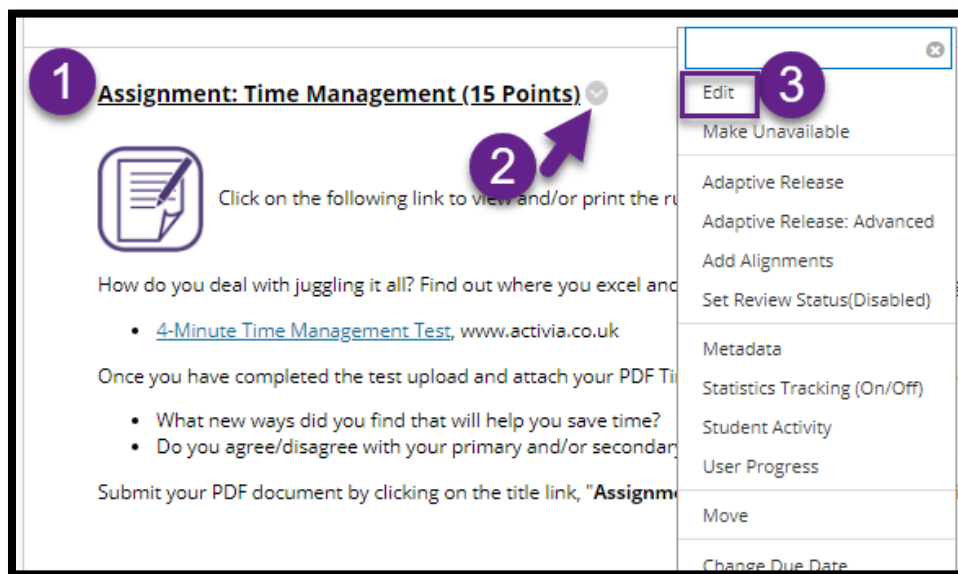 1
Assignment: Time Management (15 Points)
2
Click on the following link to view and/or print the
How do you deal with juggling it all? Find out where you excel and
4-Minute Time Management Test, www.activia.co.uk
Once you have completed the test upload and attach your PDF
What new ways did you find that will help you save time?
Do you agree/disagree with your primary and/or secondary
Submit your PDF document by clicking on the title link, "Assignme
Edit
3
Make Unavailable
Adaptive Release
Adaptive Release: Advanced
Add Alignments
Set Review Status(Disabled)
Metadata
Statistics Tracking (On/Off)
Student Activity
User Progress
Move
Change Due Date